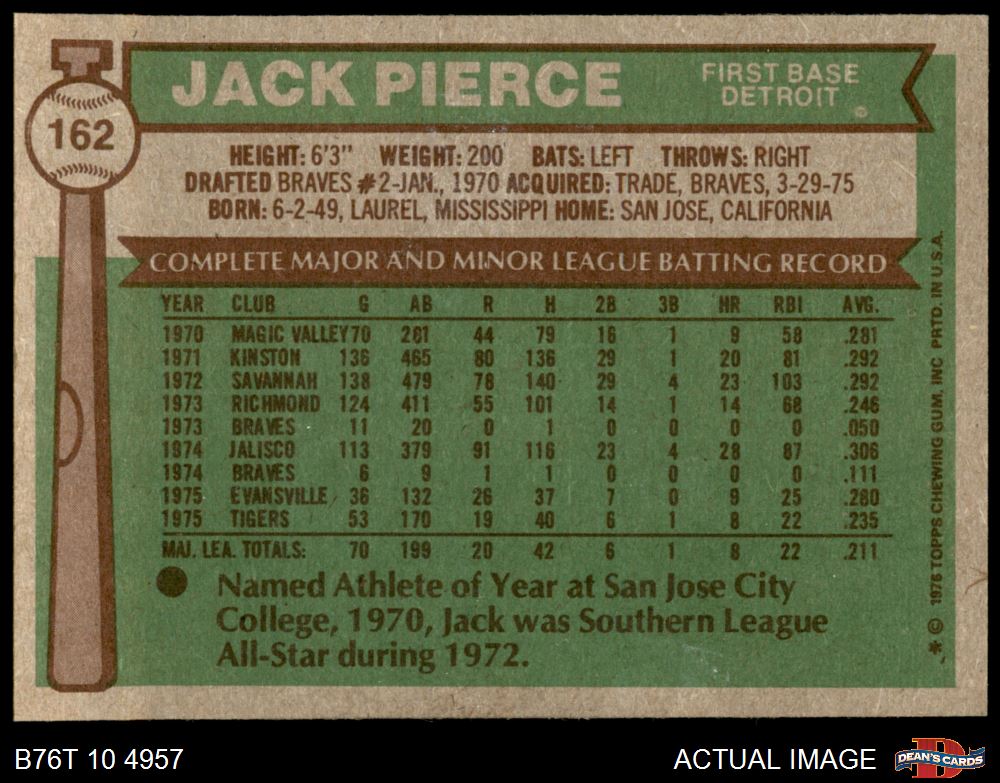 T
162
JACK PIERCE
FIRST BASE
DETROIT
HEIGHT: 6'3" WEIGHT: 200 BATS: LEFT THROWS: RIGHT
DRAFTED BRAVES #2-JAN., 1970 ACQUIRED: TRADE, BRAVES, 3-29-75
BORN: 6-2-49, LAUREL, MISSISSIPPI HOME: SAN JOSE, CALIFORNIA
COMPLETE MAJOR AND MINOR LEAGUE BATTING RECORD
YEAR CLUB G AB R H 2B 3B HR RBI AVG.
1970 MAGIC VALLEY 70 281 44 79 16 1 9 58 .281
1971 KINSTON 136 465 80 136 29 1 20 81 .292
1972 SAVANNAH 138 479 78 140 29 4 23 103 .292
1973 RICHMOND 124 411 55 101 14 1 14 68 .246
1973 BRAVES 11 20 0 1 0 0 0 0 .050
1974 JALISCO 113 379 91 116 23 4 28 87 .306
1974 BRAVES 6 9 1 1 0 0 0 0 .111
1975 EVANSVILLE 36 132 26 37 7 0 9 25 .280
1975 TIGERS 53 170 19 40 6 1 8 22 .235
MAJ. LEA. TOTALS: 70 199 20 42 6 1 8 22 .211
Named Athlete of Year at San Jose City
College, 1970, Jack was Southern League
All-Star during 1972.
* © 1976 TOPPS CHEWING GUM, INC PRTD. IN U.S.A.
B76T 10 4957
ACTUAL IMAGE
D
DEAN'S CARDS